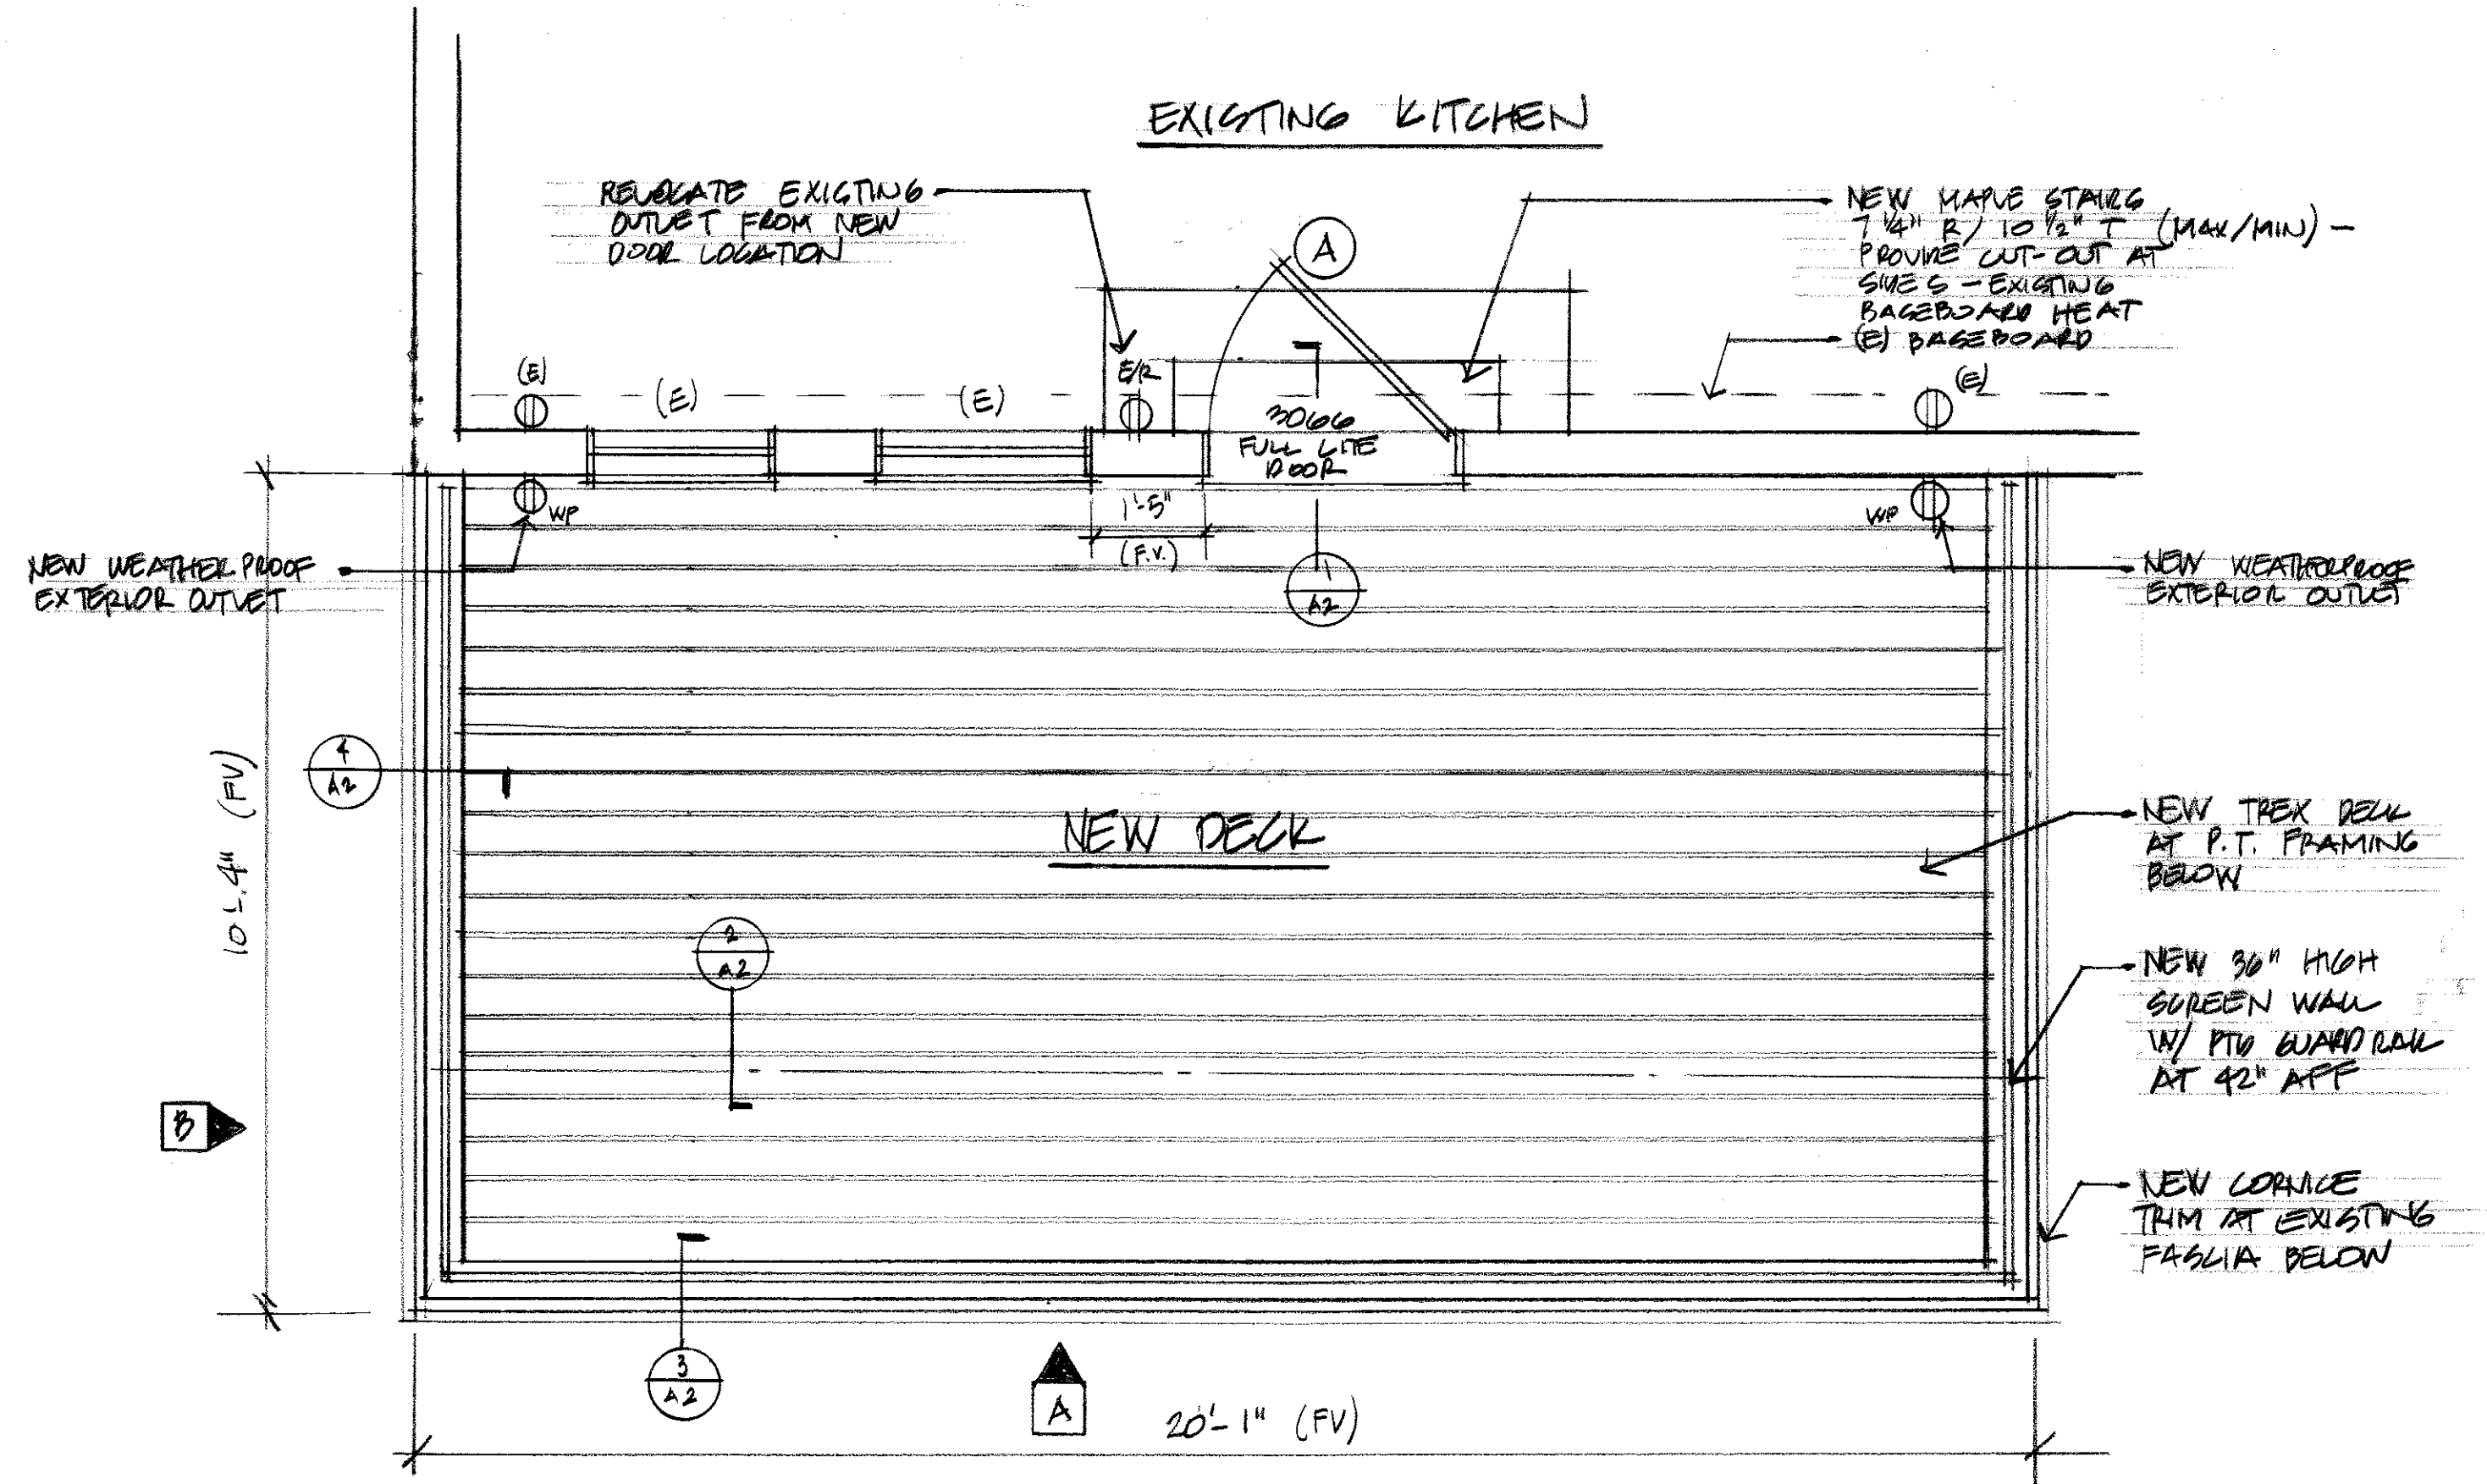 EXISTING KITCHEN
RELOCATE EXISTING
OUTLET FROM NEW
DOOR LOCATION
NEW MAPLE STAIRS
7 1/4" R / 10 1/2" T (MAX/MIN) -
PROVIDE CUT-OUT AT
SIDES - EXISTING
BASEBOARD HEAT
(E) BASEBOARD
A
(E)
(E)
(E)
E/R
(E)
3066
FULL LITE
DOOR
WP
1'-5"
(F.V.)
WP
NEW WEATHERPROOF
EXTERIOR OUTLET
1
A2
NEW WEATHERPROOF
EXTERIOR OUTLET
4
A2
10'-4" (FV)
NEW DECK
NEW TREX DECK
AT P.T. FRAMING
BELOW
2
A2
NEW 36" HIGH
SCREEN WALL
W/ PTD GUARDRAIL
AT 42" AFF
B
NEW CORNICE
TRIM AT EXISTING
FASCIA BELOW
3
A2
A
20'-1" (FV)